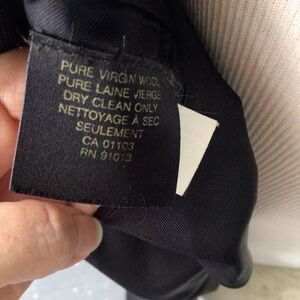 PURE VIRGIN WOOL
PURE LAINE VIERGE
DRY CLEAN ONLY
NETTOYAGE À SEC
SEULEMENT
CA 01103
RN 91013